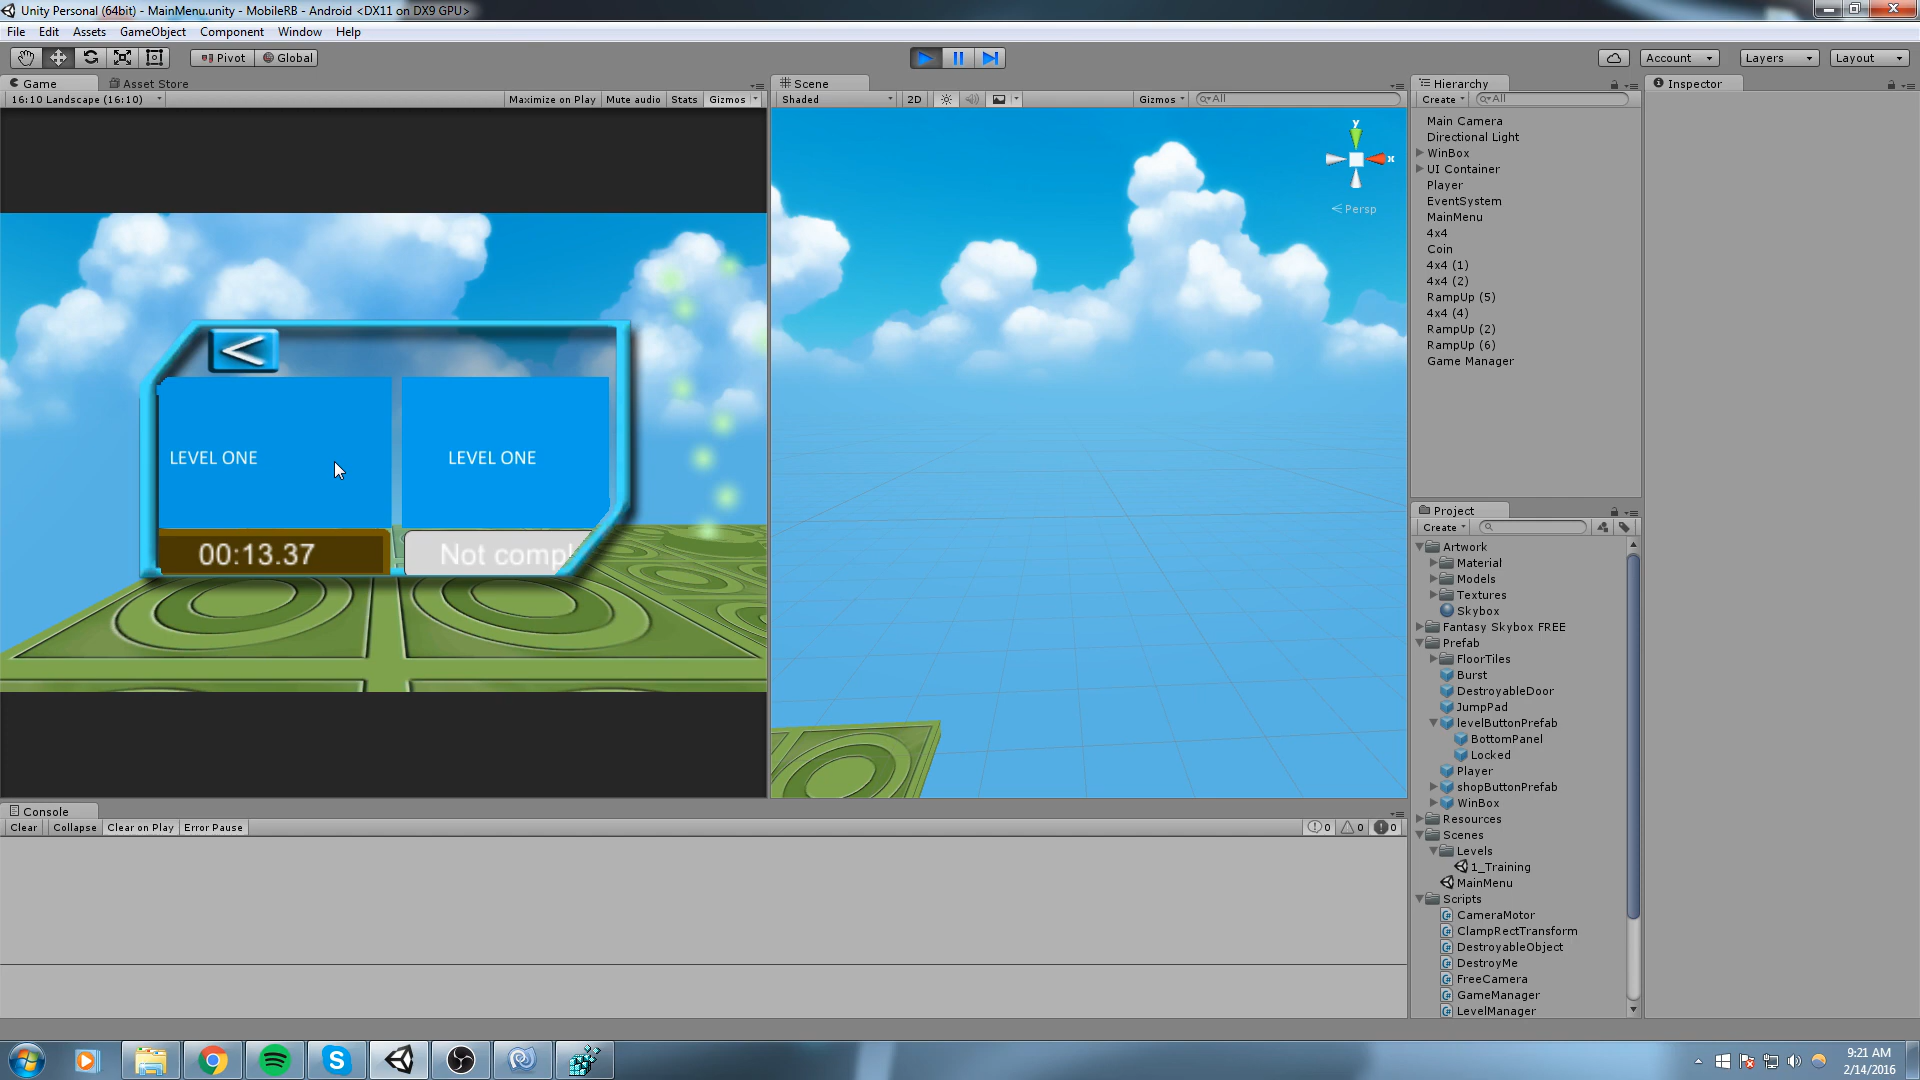 Unity Personal (64bit) - MainMenu.unity - MobileRB - Android <DX11 on DX9 GPU>
File Edit Assets GameObject Component Window Help
Pivot Global Account Layers Layout
Game Asset Store Scene Hierarchy Inspector
16:10 Landscape (16:10) Maximize on Play Mute audio Stats Gizmos Shaded 2D Gizmos All Create All
Main Camera
Directional Light
WinBox
UI Container
Player
EventSystem
MainMenu
4x4
Coin
4x4 (1)
4x4 (2)
RampUp (5)
4x4 (4)
RampUp (2)
RampUp (6)
Game Manager
y
x
Persp
<
LEVEL ONE LEVEL ONE
00:13.37 Not compl
Project
Create
Artwork
Material
Models
Textures
Skybox
Fantasy Skybox FREE
Prefab
FloorTiles
Burst
DestroyableDoor
JumpPad
levelButtonPrefab
BottomPanel
Locked
Player
shopButtonPrefab
WinBox
Resources
Scenes
Levels
1_Training
MainMenu
Scripts
CameraMotor
ClampRectTransform
DestroyableObject
DestroyMe
FreeCamera
GameManager
LevelManager
Console
Clear Collapse Clear on Play Error Pause 0 0 0
9:21 AM
2/14/2016